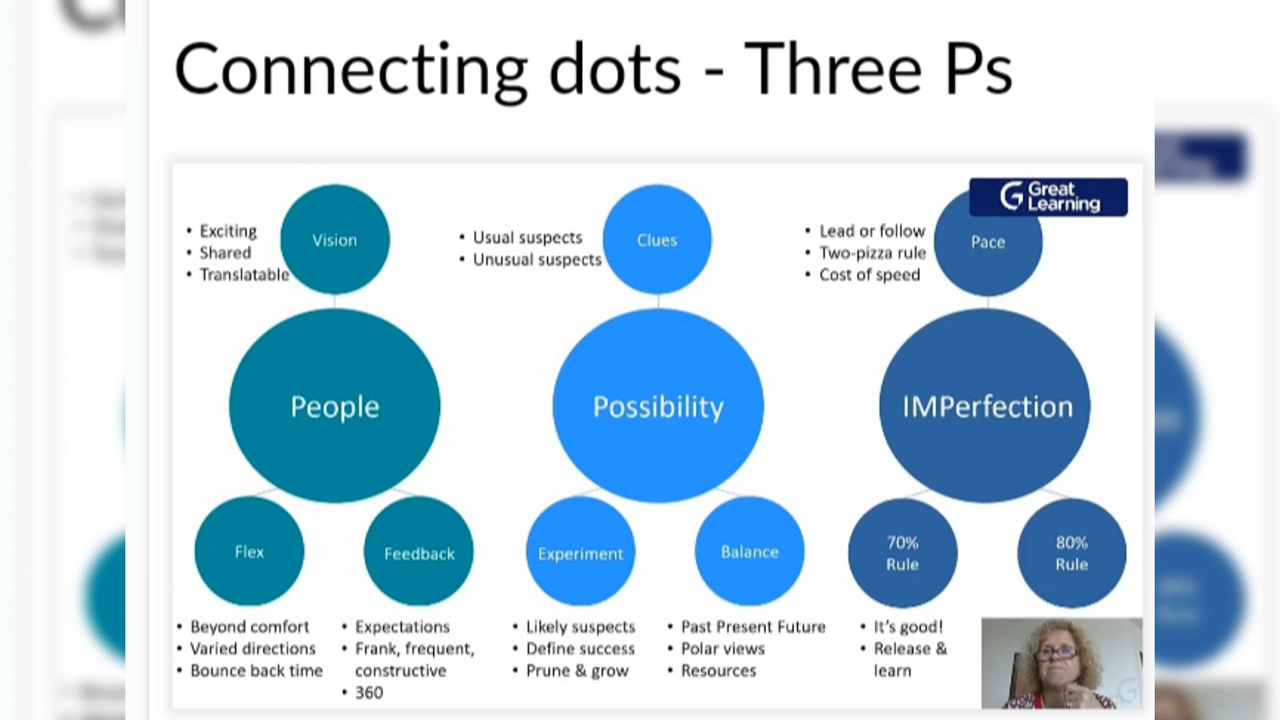 Connecting dots - Three Ps
Great
Learning
• Exciting
• Shared
• Translatable
Vision
People
Flex
Feedback
• Beyond comfort
• Varied directions
• Bounce back time
• Expectations
• Frank, frequent,
constructive
• 360
• Usual suspects
• Unusual suspects
Clues
Possibility
Experiment
Balance
• Likely suspects
• Define success
• Prune & grow
• Past Present Future
• Polar views
• Resources
• Lead or follow
• Two-pizza rule
• Cost of speed
Pace
IMPerfection
70%
Rule
80%
Rule
• It's good!
• Release &
learn